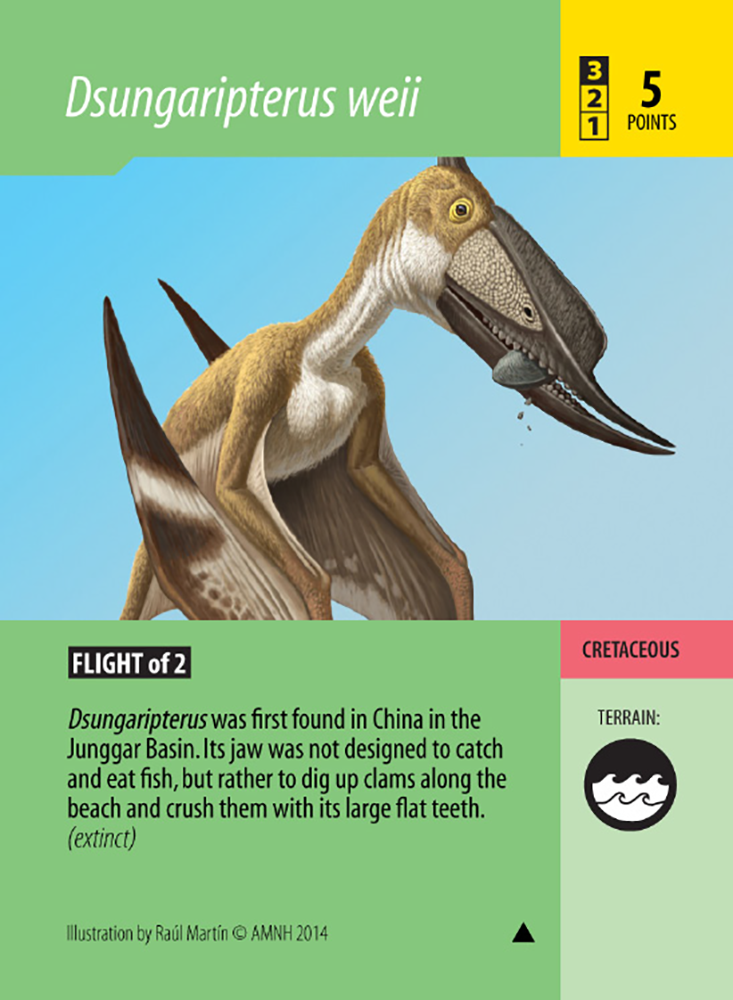 Dsungaripterus weii
3
2
1
5
POINTS
FLIGHT of 2
Dsungaripterus was first found in China in the
Junggar Basin. Its jaw was not designed to catch
and eat fish, but rather to dig up clams along the
beach and crush them with its large flat teeth.
(extinct)
Illustration by Raúl Martín © AMNH 2014
CRETACEOUS
TERRAIN: